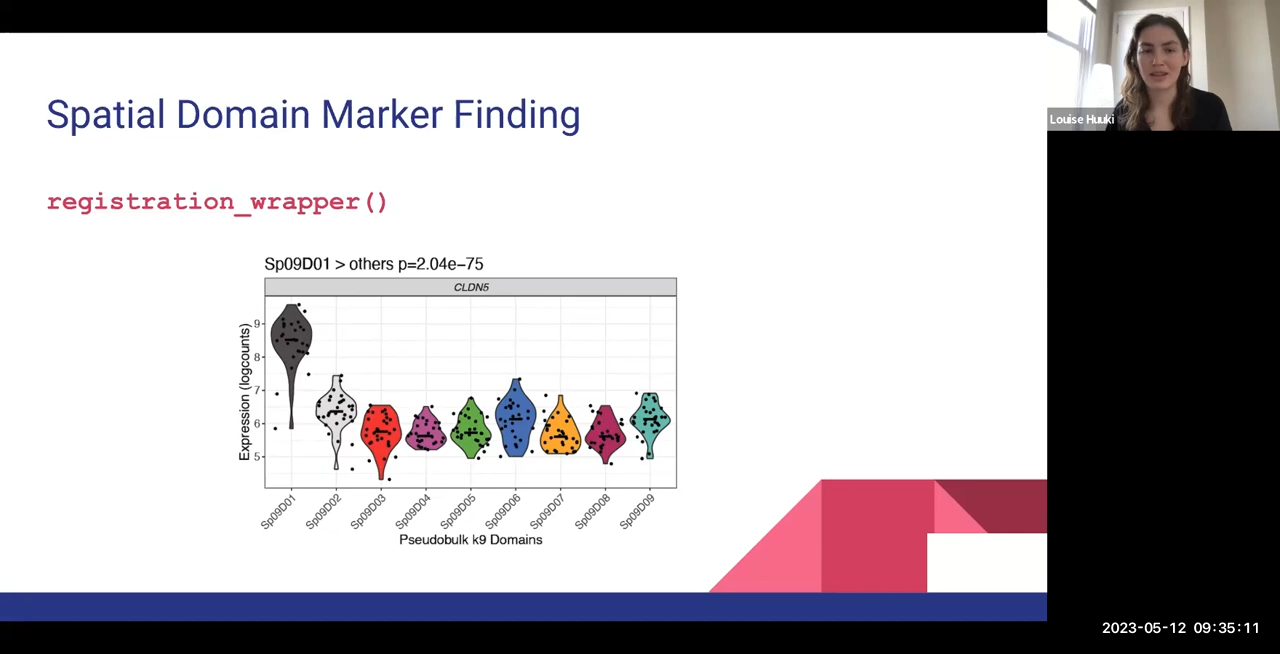 Spatial Domain Marker Finding
registration_wrapper()
Sp09D01 > others p=2.04e−75
CLDN5
Expression (logcounts)
9
8
7
6
5
Sp09D01
Sp09D02
Sp09D03
Sp09D04
Sp09D05
Sp09D06
Sp09D07
Sp09D08
Sp09D09
Pseudobulk k9 Domains
Louise Huuki
2023-05-12 09:35:11